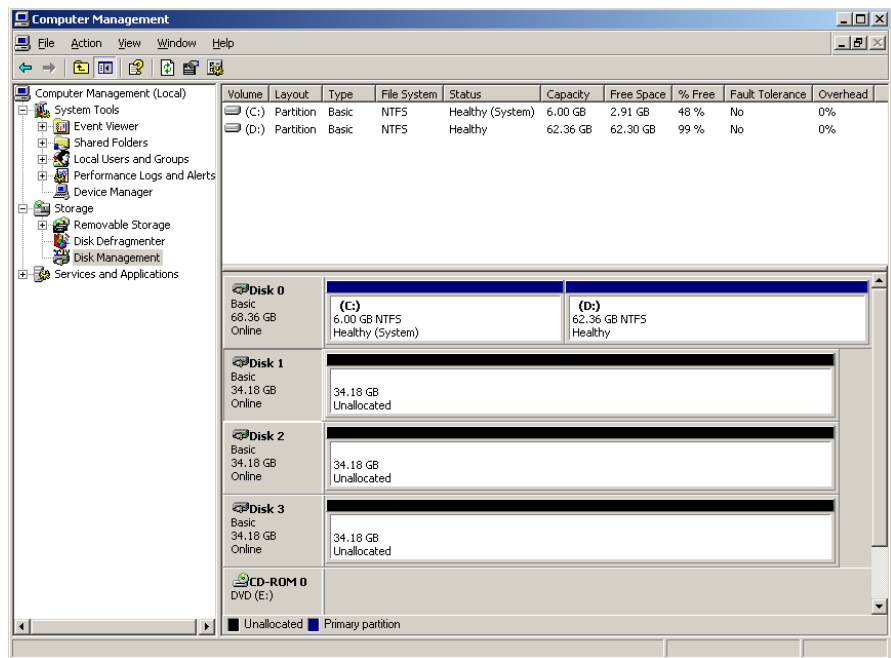 Computer Management
File Action View Window Help
Computer Management (Local)
System Tools
Event Viewer
Shared Folders
Local Users and Groups
Performance Logs and Alerts
Device Manager
Storage
Removable Storage
Disk Defragmenter
Disk Management
Services and Applications
Volume Layout Type File System Status Capacity Free Space % Free Fault Tolerance Overhead
(C:) Partition Basic NTFS Healthy (System) 6.00 GB 2.91 GB 48 % No 0%
(D:) Partition Basic NTFS Healthy 62.36 GB 62.30 GB 99 % No 0%
Disk 0
Basic
68.36 GB
Online
(C:)
6.00 GB NTFS
Healthy (System)
(D:)
62.36 GB NTFS
Healthy
Disk 1
Basic
34.18 GB
Online
34.18 GB
Unallocated
Disk 2
Basic
34.18 GB
Online
34.18 GB
Unallocated
Disk 3
Basic
34.18 GB
Online
34.18 GB
Unallocated
CD-ROM 0
DVD (E:)
Unallocated Primary partition